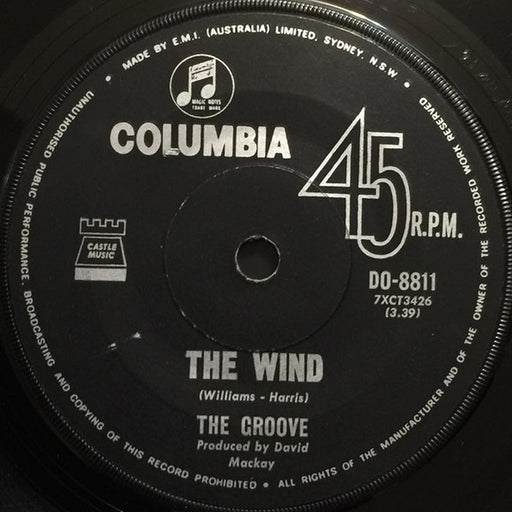 • MADE BY E.M.I. (AUSTRALIA) LIMITED, SYDNEY, N.S.W. •
MAGIC NOTES
TRADE MARK
COLUMBIA
45 R.P.M.
CASTLE
MUSIC
DO-8811
7XCT3426
(3.39)
THE WIND
(Williams - Harris)
THE GROOVE
Produced by David
Mackay
UNAUTHORISED PUBLIC PERFORMANCE, BROADCASTING AND COPYING OF THIS RECORD PROHIBITED • ALL RIGHTS OF THE MANUFACTURER AND OF THE OWNER OF THE RECORDED WORK RESERVED